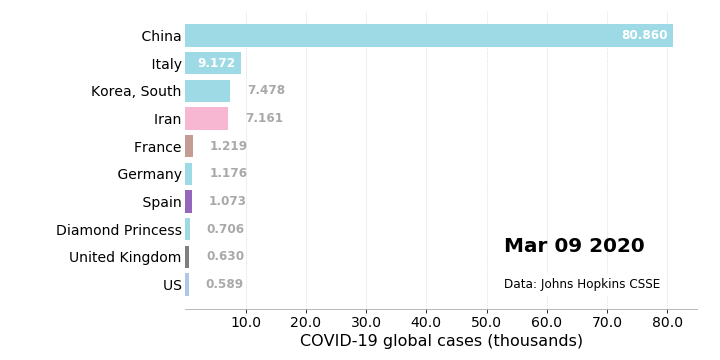 China 80.860
Italy 9.172
Korea, South 7.478
Iran 7.161
France 1.219
Germany 1.176
Spain 1.073
Diamond Princess 0.706
United Kingdom 0.630
US 0.589
Mar 09 2020
Data: Johns Hopkins CSSE
10.0 20.0 30.0 40.0 50.0 60.0 70.0 80.0
COVID-19 global cases (thousands)